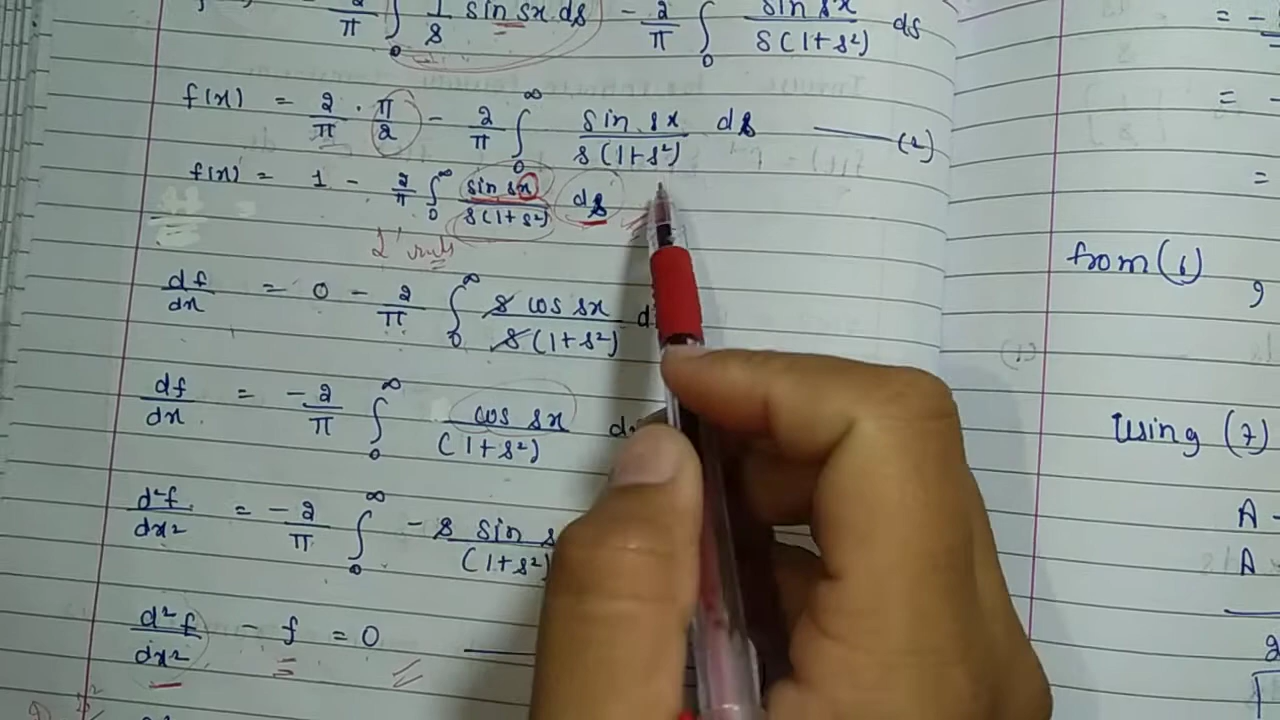 - 2/π ∫₀ 1/s sin sx ds - 2/π ∫₀ sin sx / s(1+s²) ds
f(x) = 2/π · π/2 - 2/π ∫₀^∞ sin sx / s(1+s²) ds —— (2)
f(x) = 1 - 2/π ∫₀^∞ sin sx / s(1+s²) ds
df/dx = 0 - 2/π ∫₀^∞ s cos sx / s(1+s²) d
df/dx = -2/π ∫₀^∞ cos sx / (1+s²) d
d²f/dx² = -2/π ∫₀^∞ -s sin s / (1+s²)
d²f/dx² - f = 0
= -
= -
=
from (1) ,
Using (7)
A -
A
2